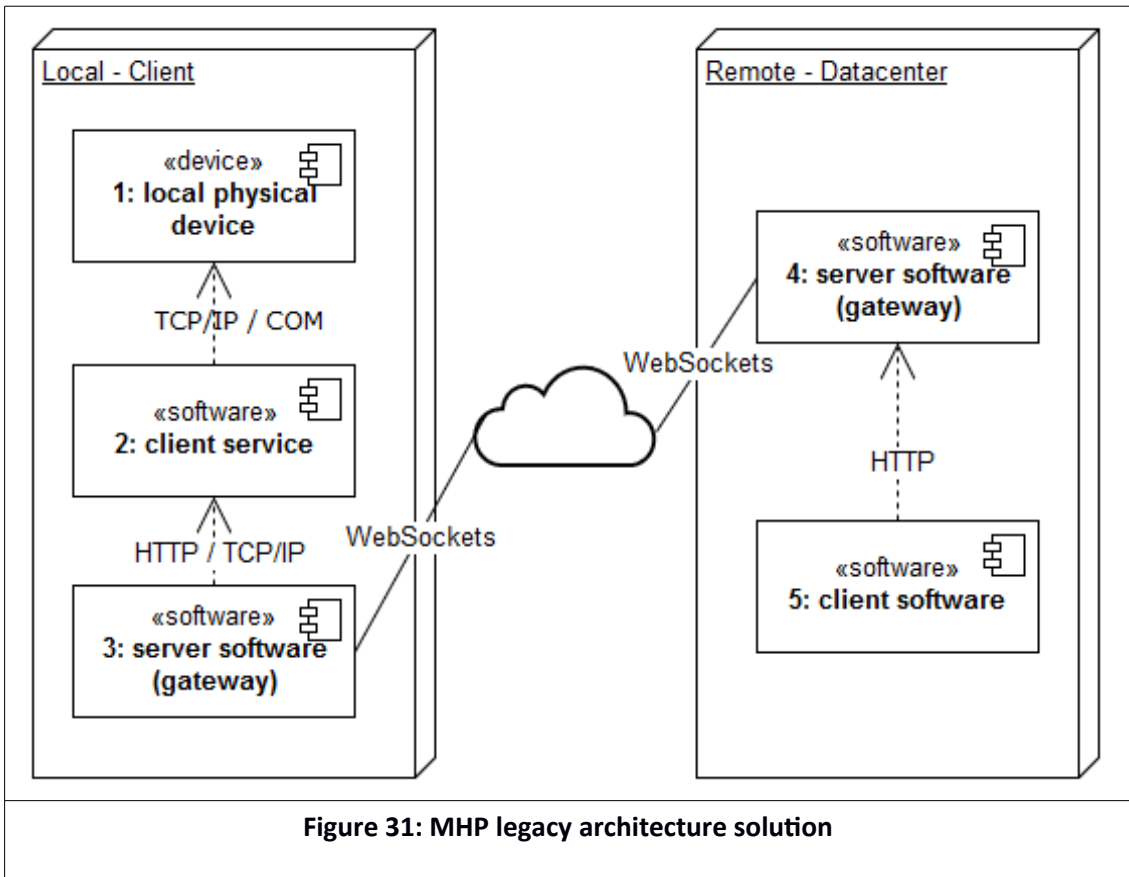 Local - Client
«device»
1: local physical
device
TCP/IP / COM
«software»
2: client service
HTTP / TCP/IP
«software»
3: server software
(gateway)
WebSockets
WebSockets
Remote - Datacenter
«software»
4: server software
(gateway)
HTTP
«software»
5: client software
Figure 31: MHP legacy architecture solution